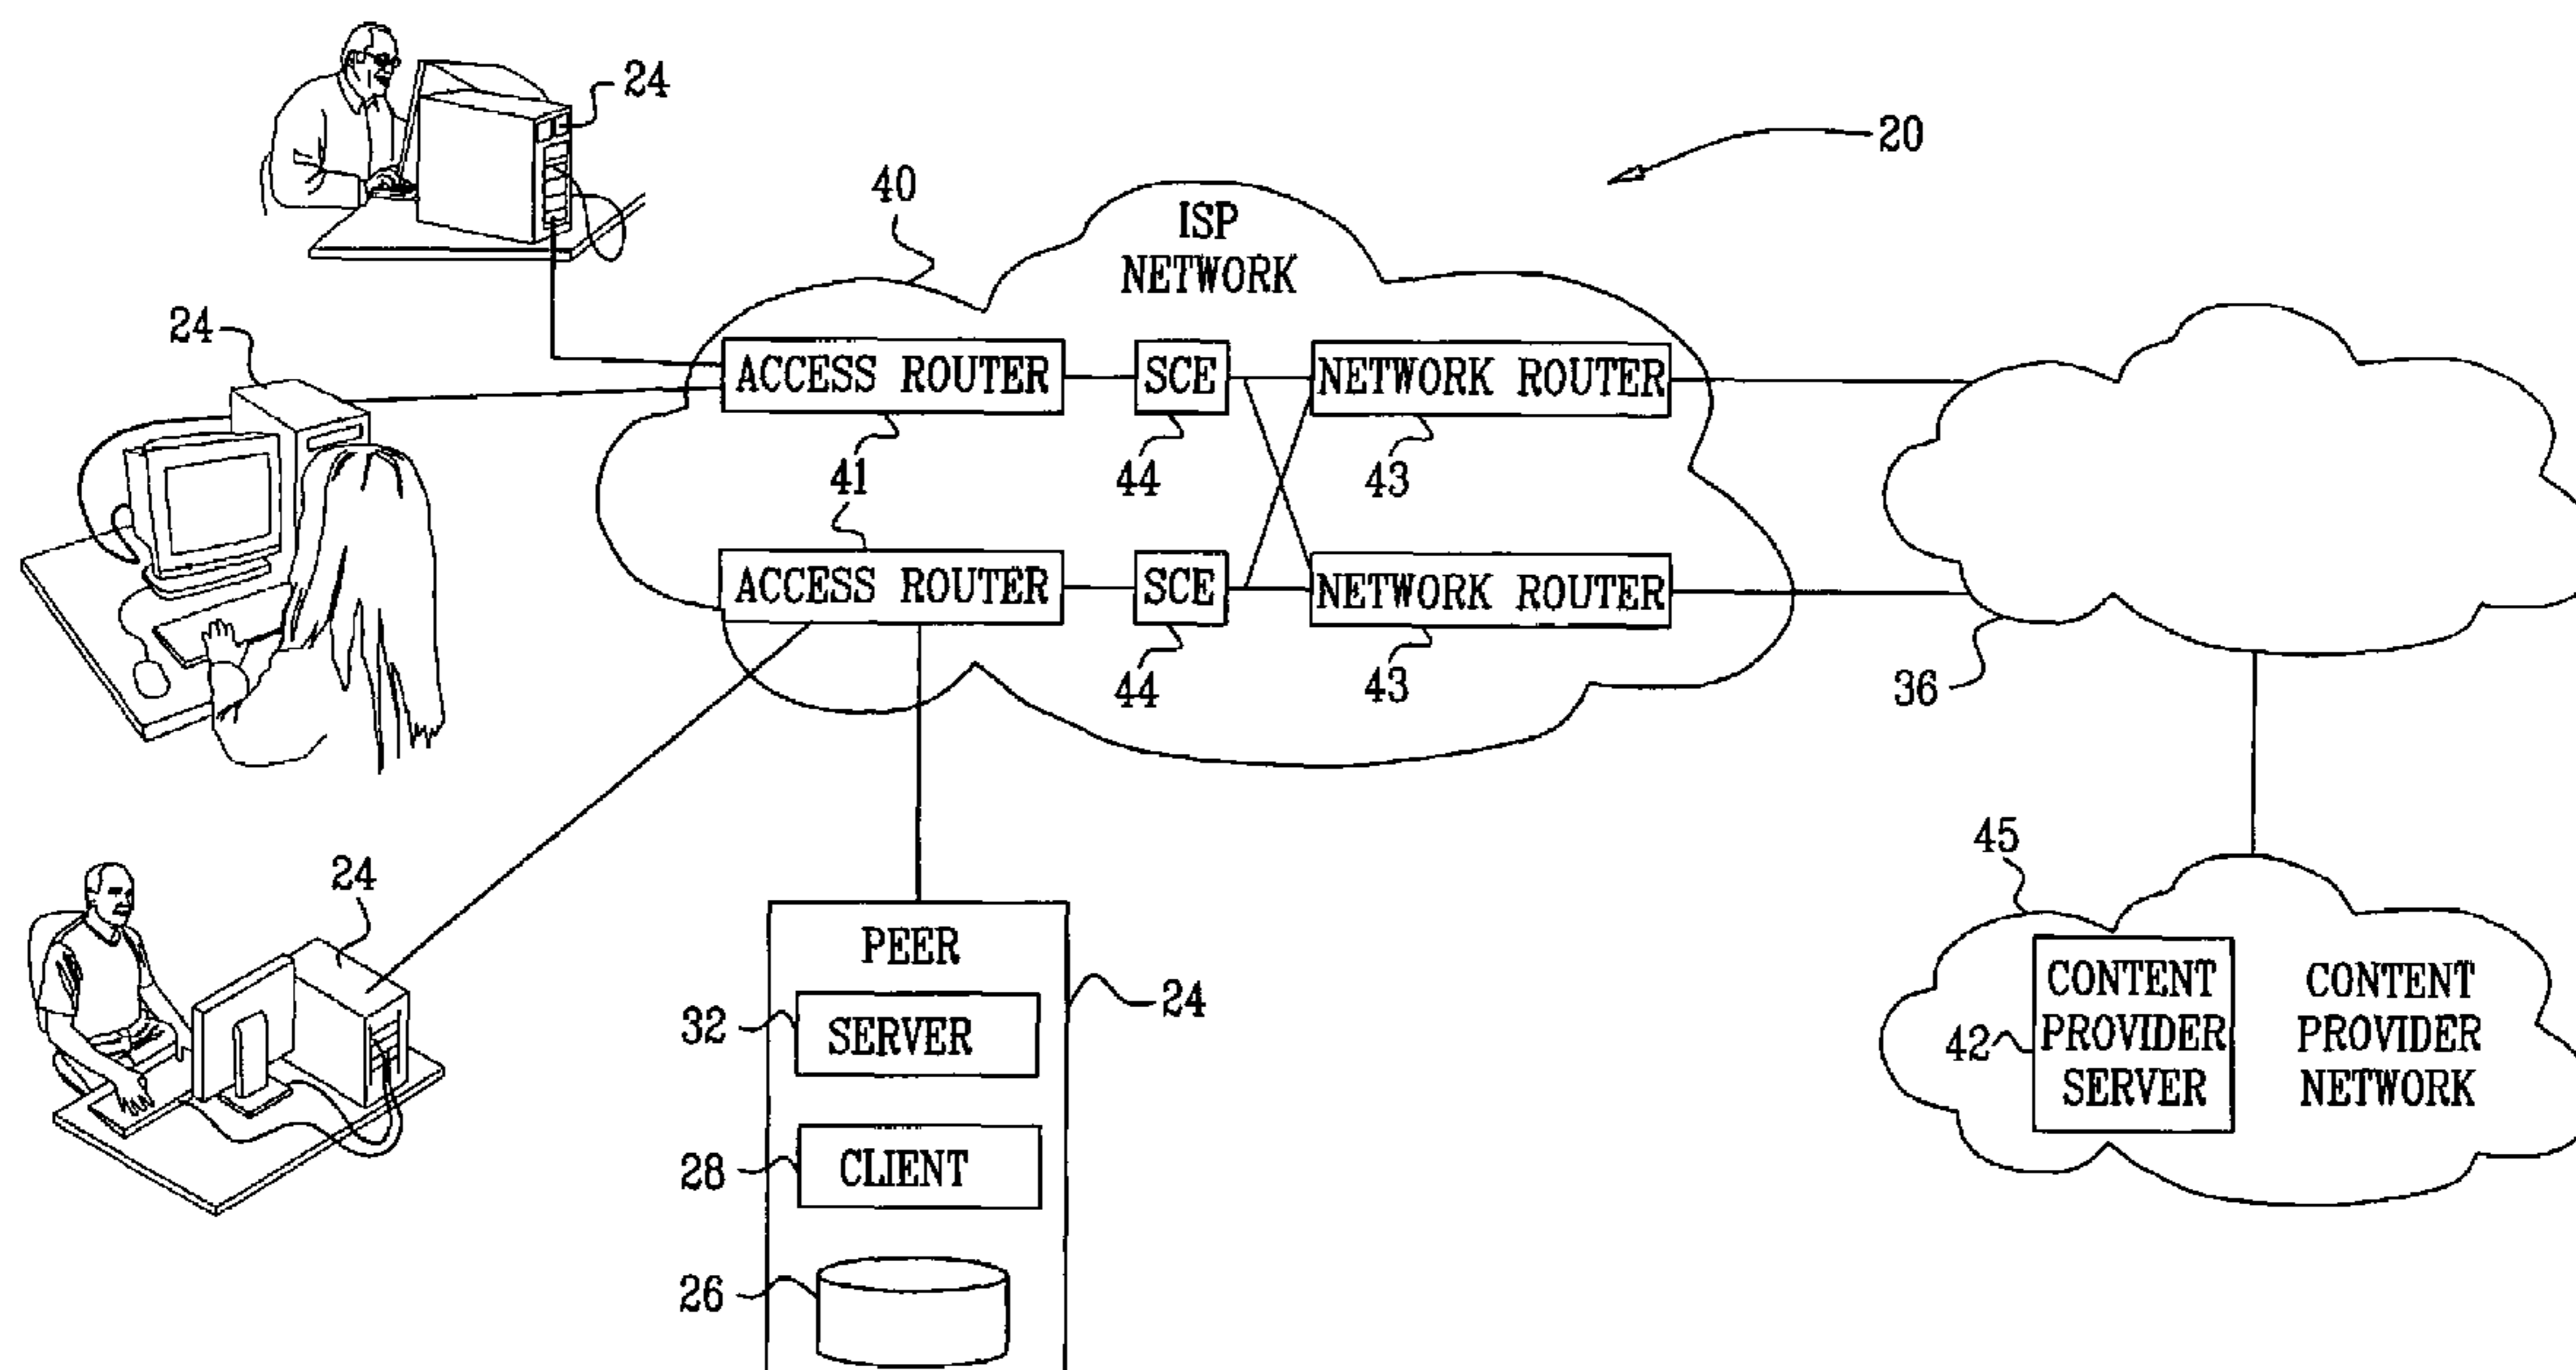 24
20
40
ISP
NETWORK
24
ACCESS ROUTER
SCE
NETWORK ROUTER
41
44
43
ACCESS ROUTER
SCE
NETWORK ROUTER
44
43
36
24
45
PEER
24
32
SERVER
28
CLIENT
26
42
CONTENT
PROVIDER
SERVER
CONTENT
PROVIDER
NETWORK